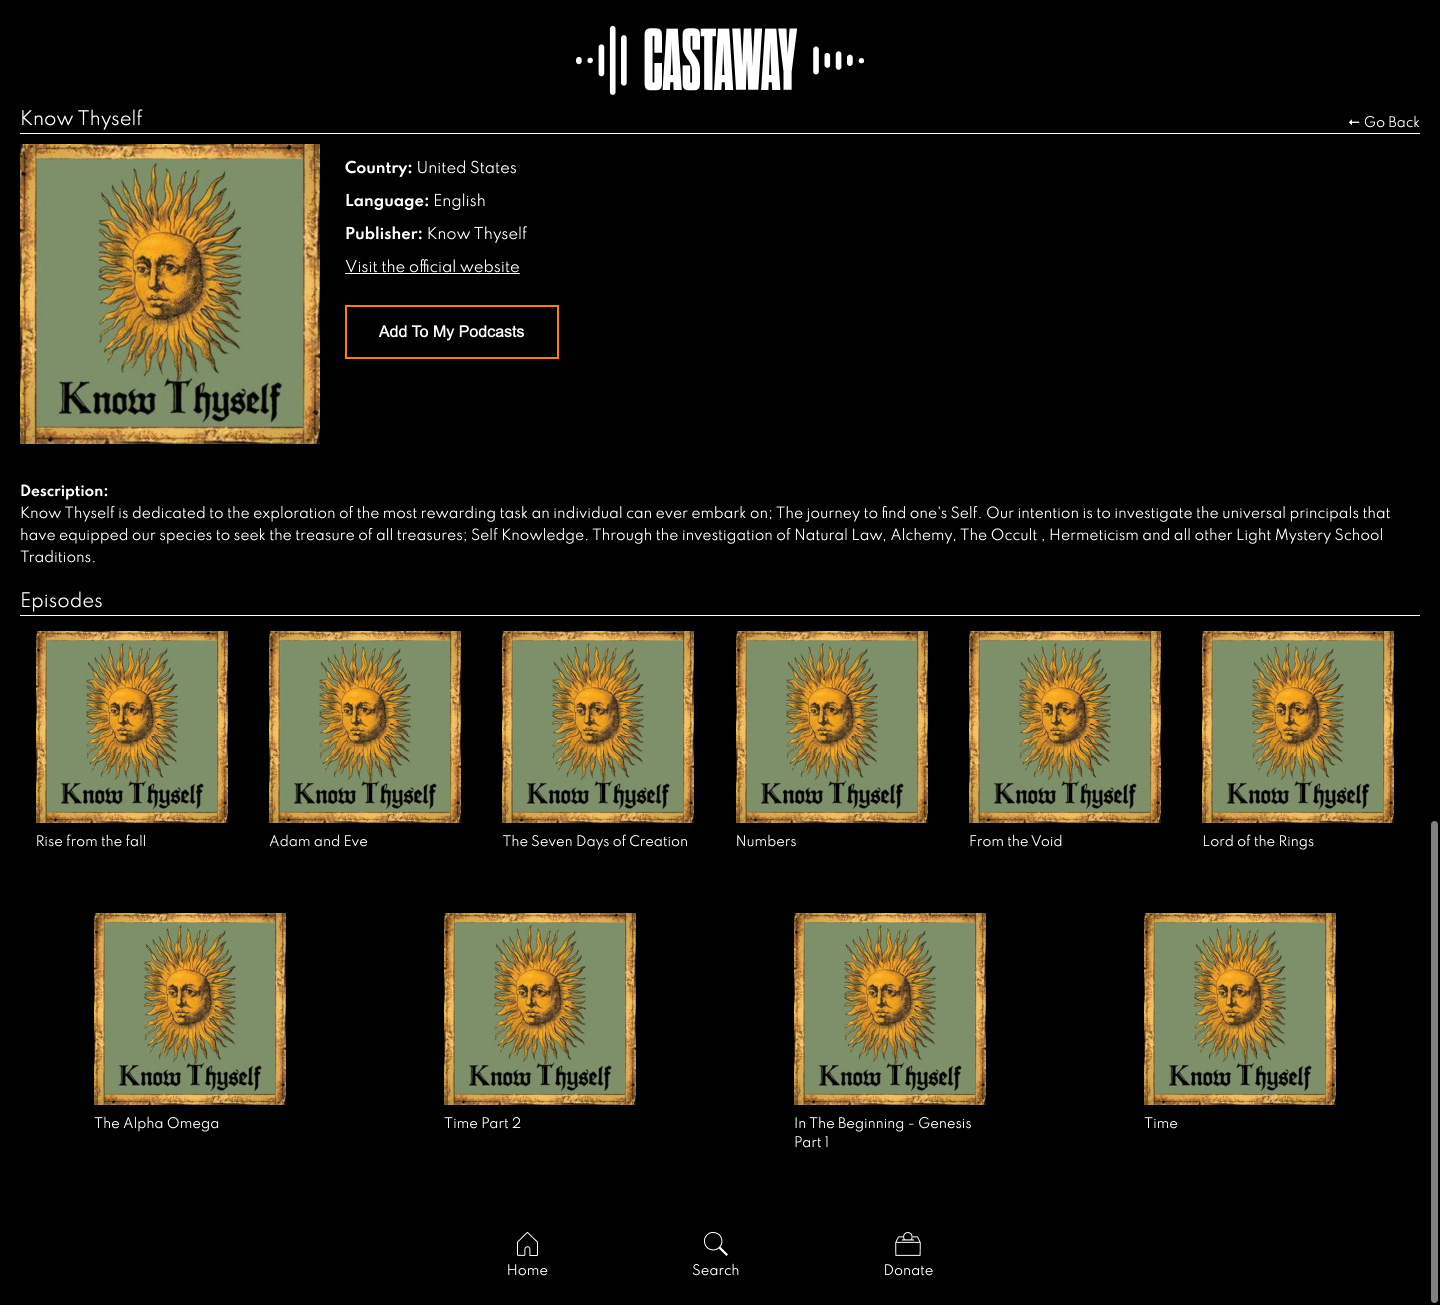 CASTAWAY
Know Thyself
← Go Back
Know Thyself
Country: United States
Language: English
Publisher: Know Thyself
Visit the official website
Add To My Podcasts
Description:
Know Thyself is dedicated to the exploration of the most rewarding task an individual can ever embark on; The journey to find one's Self. Our intention is to investigate the universal principals that
have equipped our species to seek the treasure of all treasures; Self Knowledge. Through the investigation of Natural Law, Alchemy, The Occult , Hermeticism and all other Light Mystery School
Traditions.
Episodes
Know Thyself
Know Thyself
Know Thyself
Know Thyself
Know Thyself
Know Thyself
Rise from the fall
Adam and Eve
The Seven Days of Creation
Numbers
From the Void
Lord of the Rings
Know Thyself
Know Thyself
Know Thyself
Know Thyself
The Alpha Omega
Time Part 2
In The Beginning - Genesis
Part 1
Time
Home
Search
Donate